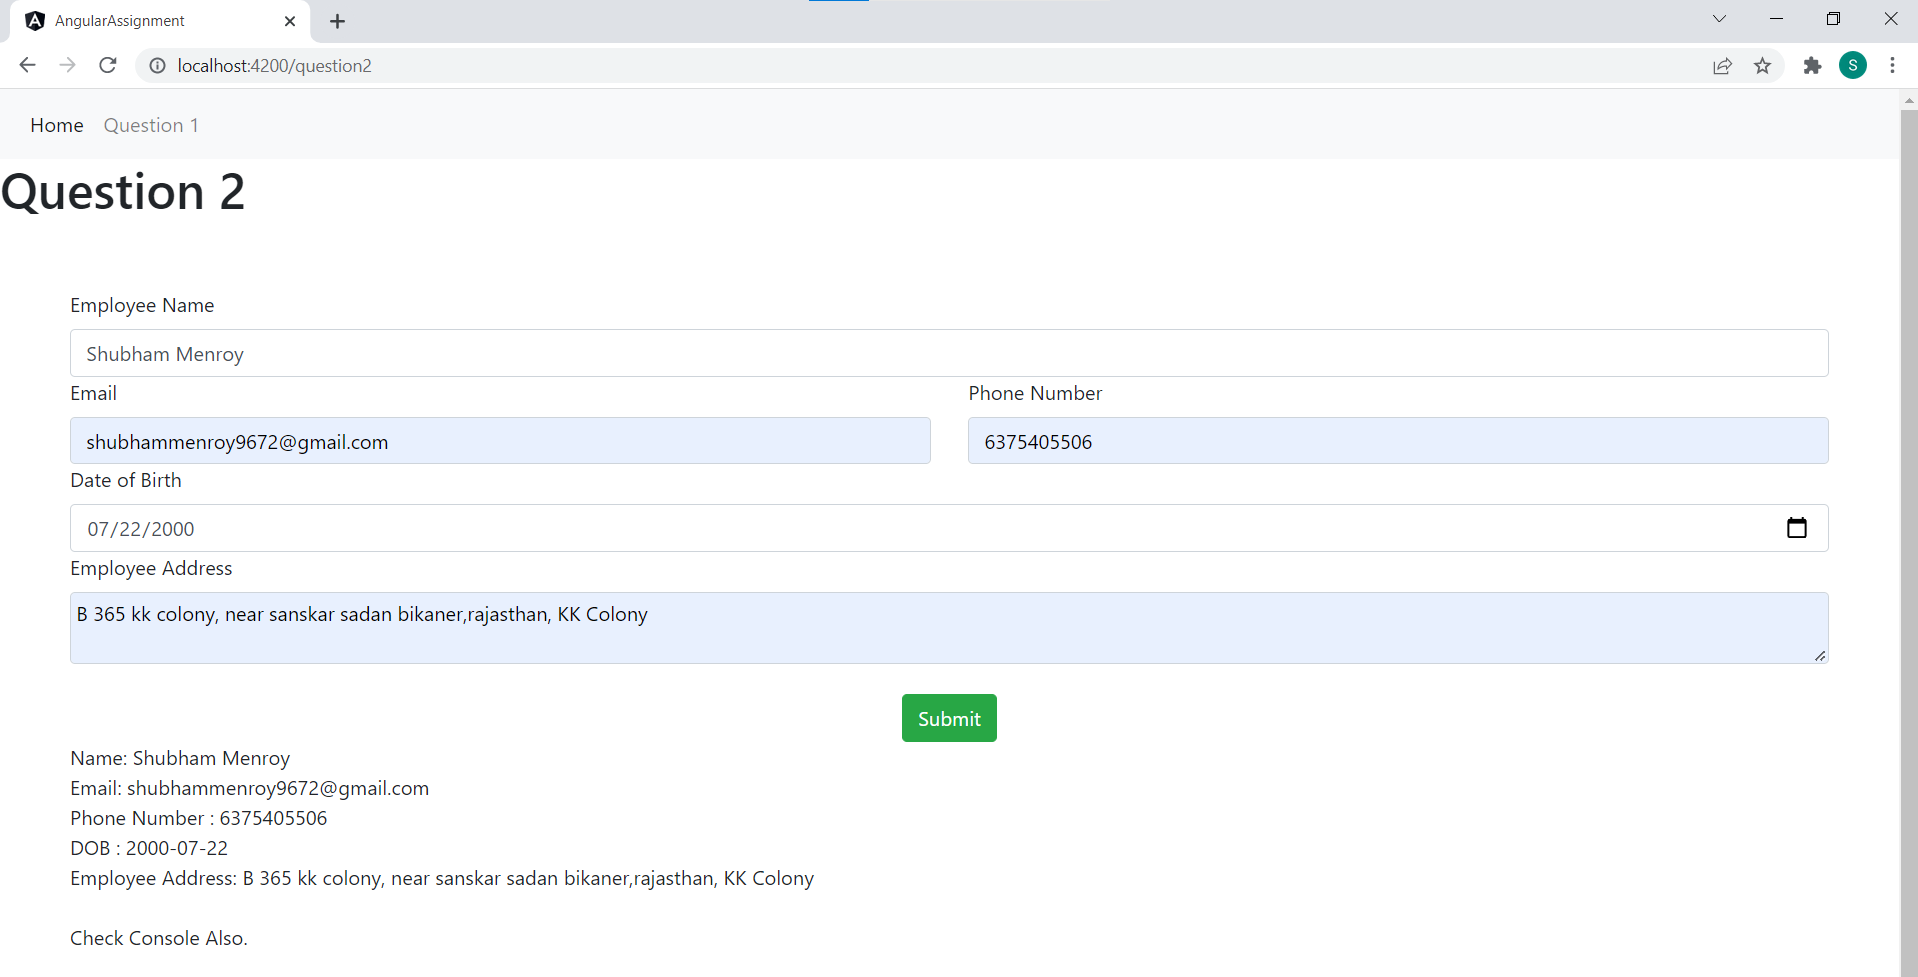 AngularAssignment
localhost:4200/question2
S
Home Question 1
Question 2
Employee Name
Shubham Menroy
Email Phone Number
shubhammenroy9672@gmail.com 6375405506
Date of Birth
07/22/2000
Employee Address
B 365 kk colony, near sanskar sadan bikaner,rajasthan, KK Colony
Submit
Name: Shubham Menroy
Email: shubhammenroy9672@gmail.com
Phone Number : 6375405506
DOB : 2000-07-22
Employee Address: B 365 kk colony, near sanskar sadan bikaner,rajasthan, KK Colony
Check Console Also.